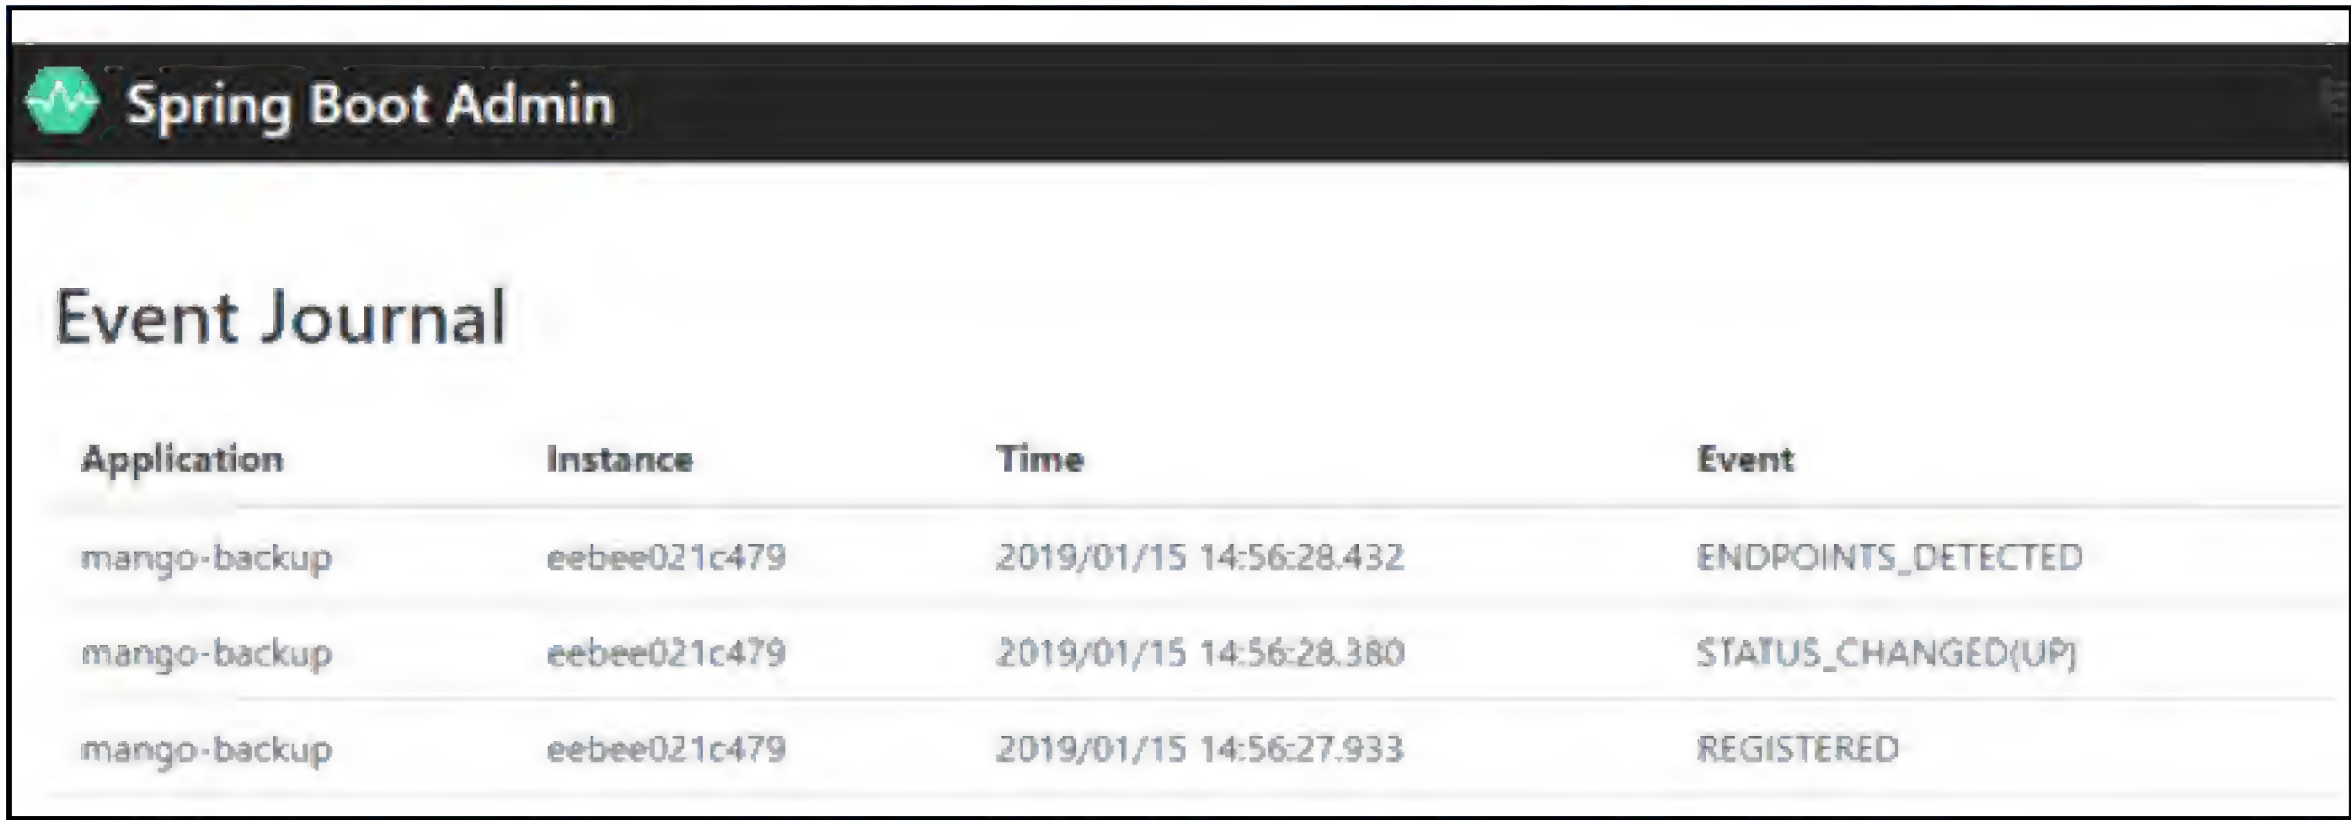 Spring Boot Admin
Event Journal
Application Instance Time Event
mango-backup eebee021c479 2019/01/15 14:56:28.432 ENDPOINTS_DETECTED
mango-backup eebee021c479 2019/01/15 14:56:28.380 STATUS_CHANGED(UP)
mango-backup eebee021c479 2019/01/15 14:56:27.933 REGISTERED